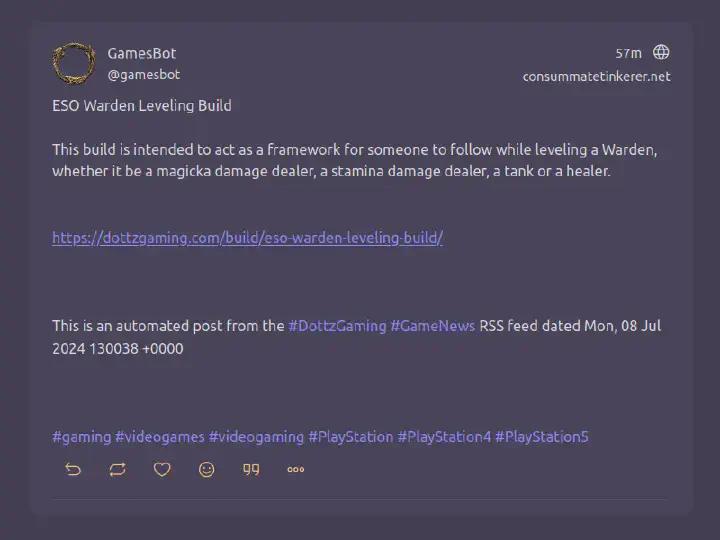 GamesBot
57m
@gamesbot
consummatetinkerer.net
ESO Warden Leveling Build
This build is intended to act as a framework for someone to follow while leveling a Warden,
whether it be a magicka damage dealer, a stamina damage dealer, a tank or a healer.
https://dottzgaming.com/build/eso-warden-leveling-build/
This is an automated post from the #DottzGaming #GameNews RSS feed dated Mon, 08 Jul
2024 130038 +0000
#gaming #videogames #videogaming #PlayStation #PlayStation4 #PlayStation5